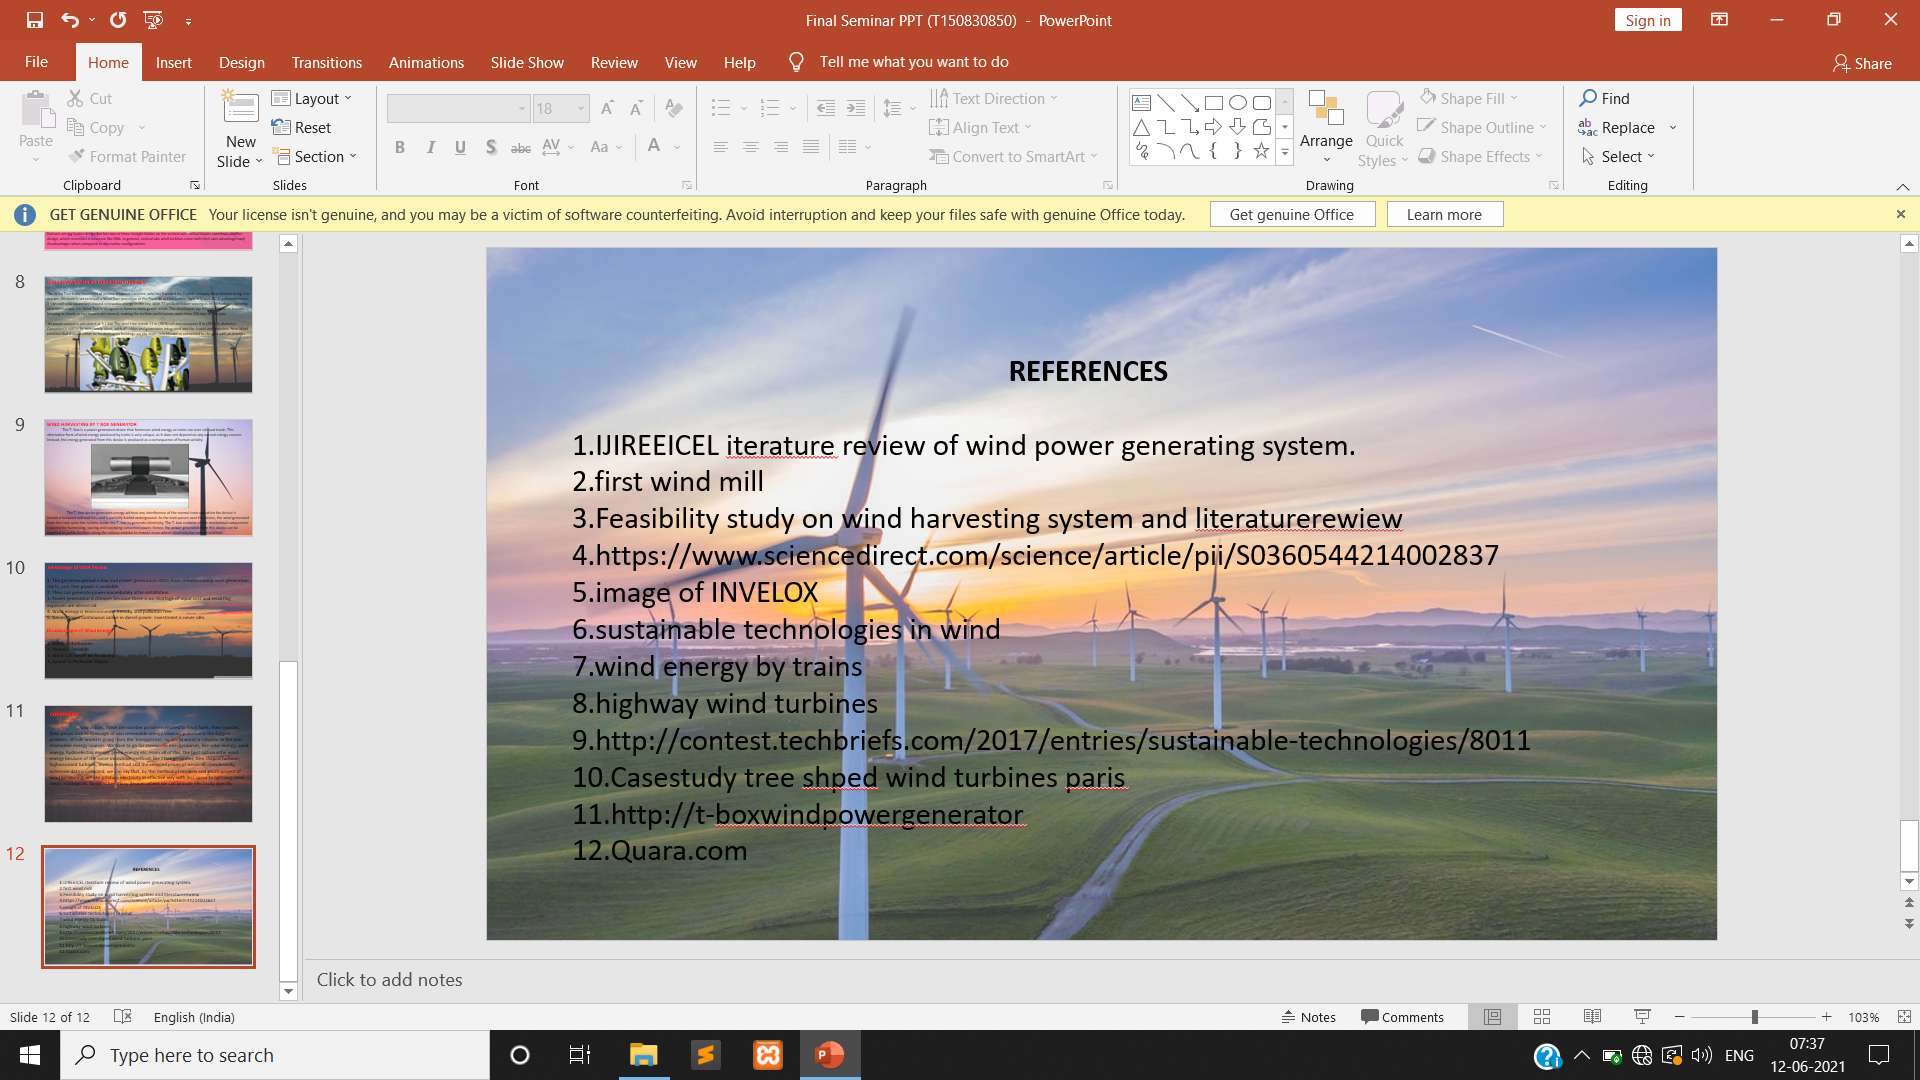 Final Seminar PPT (T150830850) - PowerPoint
Sign in
File Home Insert Design Transitions Animations Slide Show Review View Help Tell me what you want to do Share
Paste
Cut
Copy
Format Painter
Clipboard
New Slide
Layout
Reset
Section
Slides
18
B I U S abc AV Aa A
Font
Text Direction
Align Text
Convert to SmartArt
Paragraph
Arrange
Quick Styles
Shape Fill
Shape Outline
Shape Effects
Drawing
Find
Replace
Select
Editing
GET GENUINE OFFICE Your license isn't genuine, and you may be a victim of software counterfeiting. Avoid interruption and keep your files safe with genuine Office today. Get genuine Office Learn more
8
9
WIND HARVESTING BY T BOX GENERATOR
10
11
12
REFERENCES
REFERENCES
1.IJIREEICEL iterature review of wind power generating system.
2.first wind mill
3.Feasibility study on wind harvesting system and literaturerewiew
4.https://www.sciencedirect.com/science/article/pii/S0360544214002837
5.image of INVELOX
6.sustainable technologies in wind
7.wind energy by trains
8.highway wind turbines
9.http://contest.techbriefs.com/2017/entries/sustainable-technologies/8011
10.Casestudy tree shped wind turbines paris
11.http://t-boxwindpowergenerator
12.Quara.com
Click to add notes
Slide 12 of 12 English (India) Notes Comments 103%
Type here to search
ENG
07:37
12-06-2021